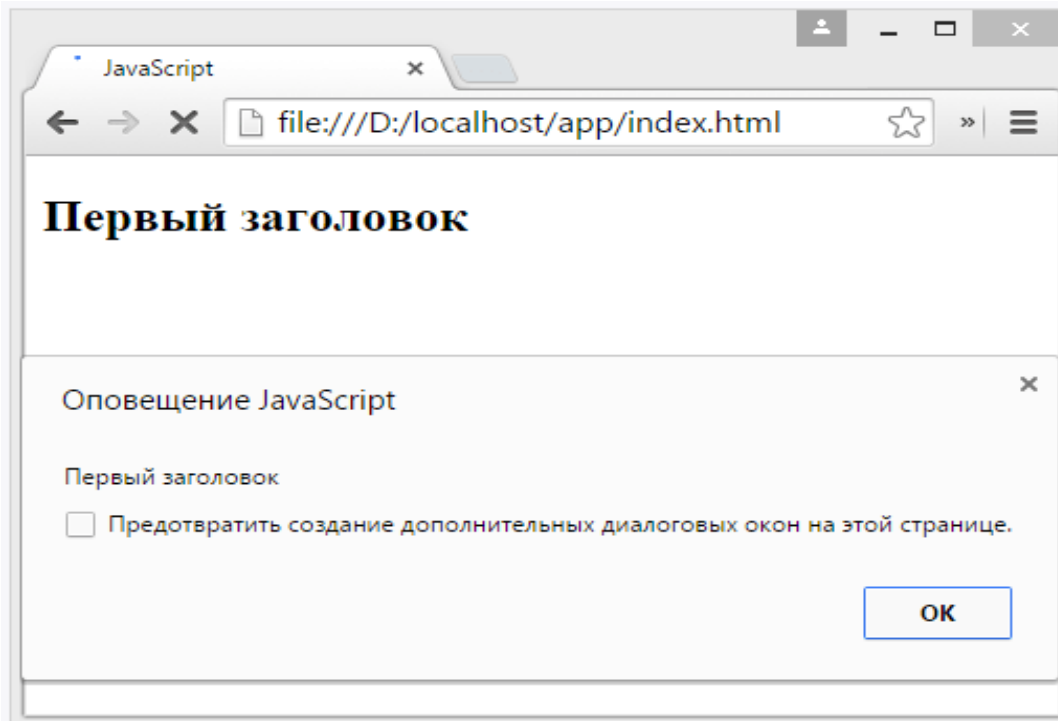 JavaScript
file:///D:/localhost/app/index.html
»
Первый заголовок
Оповещение JavaScript
Первый заголовок
Предотвратить создание дополнительных диалоговых окон на этой странице.
ОК